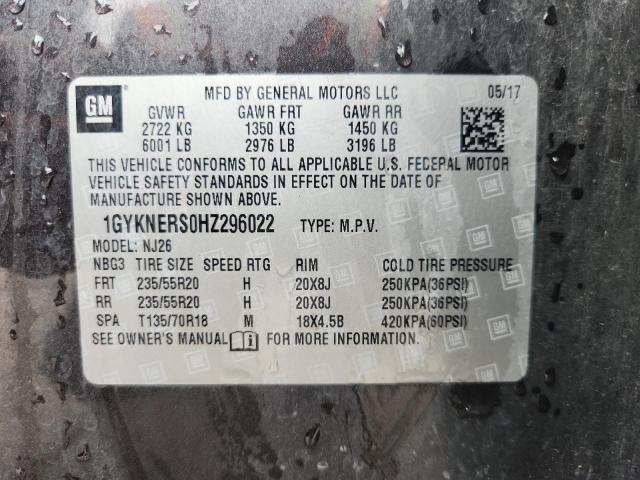 GM
MFD BY GENERAL MOTORS LLC 05/17
GVWR GAWR FRT GAWR RR
2722 KG 1350 KG 1450 KG
6001 LB 2976 LB 3196 LB
THIS VEHICLE CONFORMS TO ALL APPLICABLE U.S. FEDERAL MOTOR
VEHICLE SAFETY STANDARDS IN EFFECT ON THE DATE OF
MANUFACTURE SHOWN ABOVE.
1GYKNERS0HZ296022 TYPE: M.P.V.
MODEL: NJ26
NBG3 TIRE SIZE SPEED RTG RIM COLD TIRE PRESSURE
FRT 235/55R20 H 20X8J 250KPA(36PSI)
RR 235/55R20 H 20X8J 250KPA(36PSI)
SPA T135/70R18 M 18X4.5B 420KPA(60PSI)
SEE OWNER'S MANUAL FOR MORE INFORMATION.